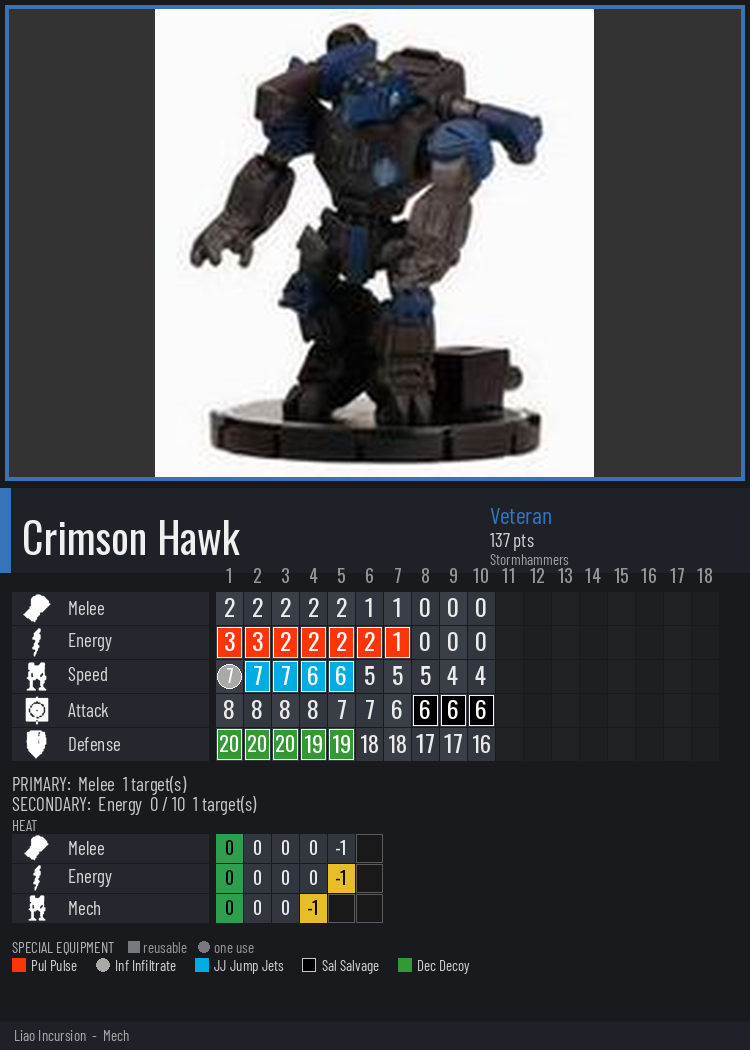 Crimson Hawk
Veteran
137 pts
Stormhammers
1 2 3 4 5 6 7 8 9 10 11 12 13 14 15 16 17 18
Melee 2 2 2 2 2 1 1 0 0 0
Energy 3 3 2 2 2 2 1 0 0 0
Speed 7 7 7 6 6 5 5 5 4 4
Attack 8 8 8 8 7 7 6 6 6 6
Defense 20 20 20 19 19 18 18 17 17 16
PRIMARY: Melee 1 target(s)
SECONDARY: Energy 0 / 10 1 target(s)
HEAT
Melee 0 0 0 0 -1
Energy 0 0 0 0 -1
Mech 0 0 0 -1
SPECIAL EQUIPMENT reusable one use
Pul Pulse Inf Infiltrate JJ Jump Jets Sal Salvage Dec Decoy
Liao Incursion - Mech